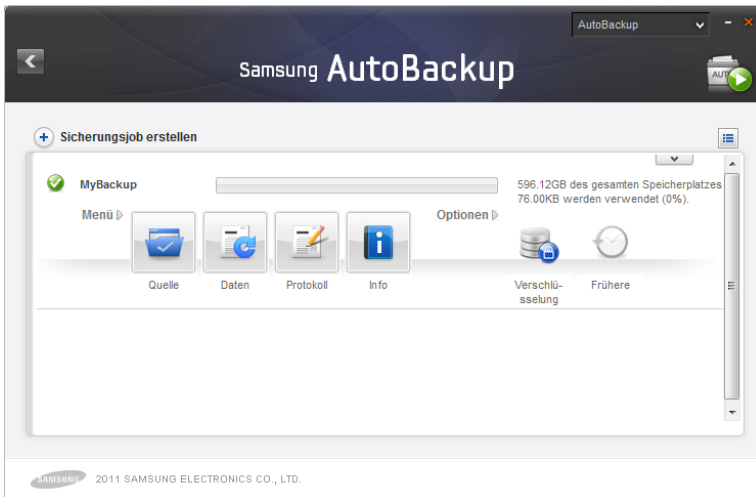 AutoBackup
Samsung AutoBackup
AUT
Sicherungsjob erstellen
MyBackup
596.12GB des gesamten Speicherplatzes
76.00KB werden verwendet (0%).
Menü
Optionen
Quelle
Daten
Protokoll
Info
Verschlü-
sselung
Frühere
SAMSUNG
2011 SAMSUNG ELECTRONICS CO., LTD.